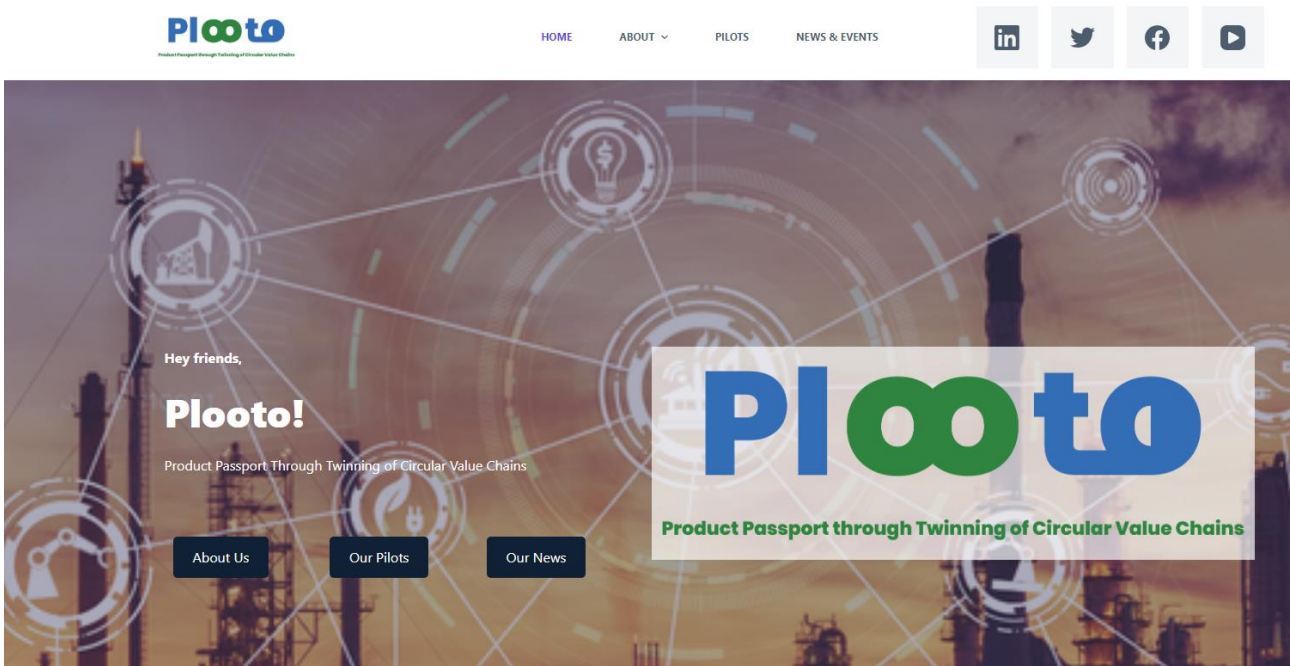 Plooto
Product Passport through Twinning of Circular Value Chains
HOME
ABOUT
PILOTS
NEWS & EVENTS
Hey friends,
Plooto!
Product Passport Through Twinning of Circular Value Chains
About Us
Our Pilots
Our News
Plooto
Product Passport through Twinning of Circular Value Chains